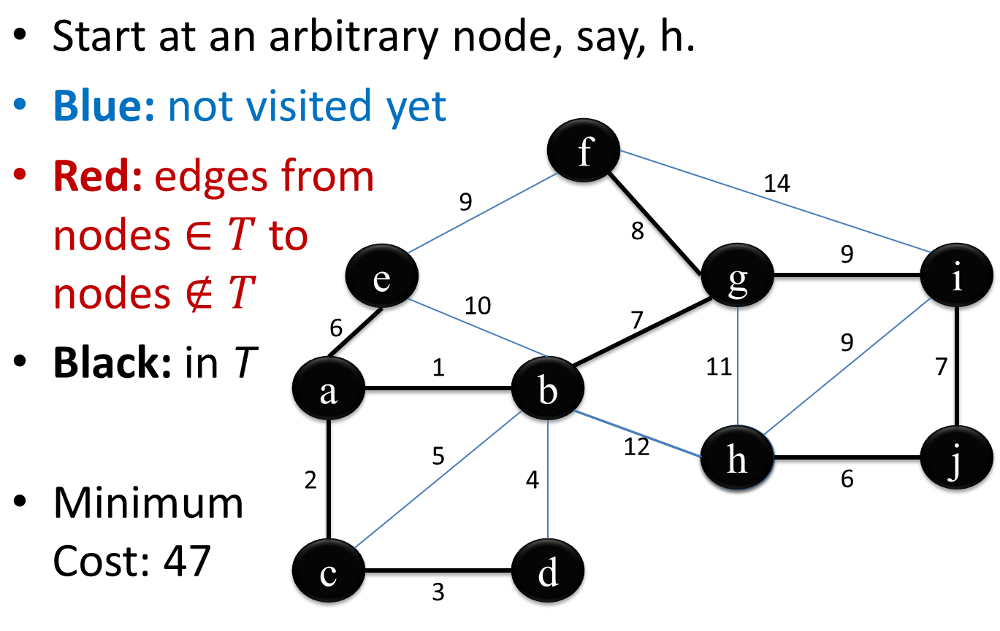 • Start at an arbitrary node, say, h.
• Blue: not visited yet
• Red: edges from
nodes ∈ T to
nodes ∉ T
• Black: in T
• Minimum
Cost: 47
f
14
9
8
e
g
9
i
10
7
6
1
11
9
7
a
b
5
12
h
j
2
4
6
c
d
3